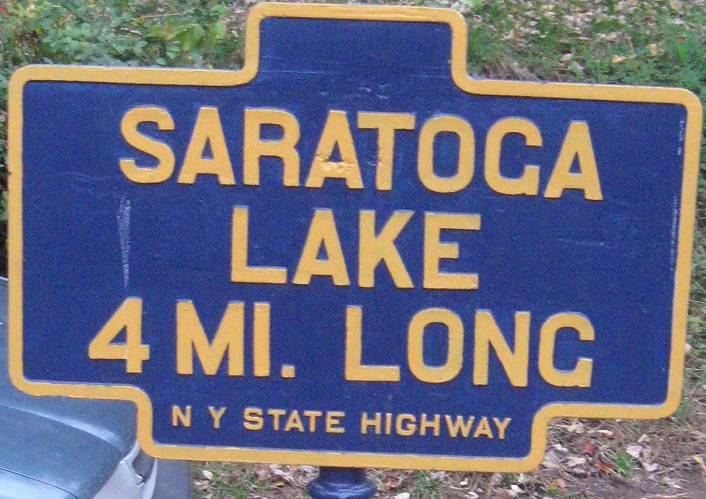 SARATOGA
LAKE
4 MI. LONG
N Y STATE HIGHWAY